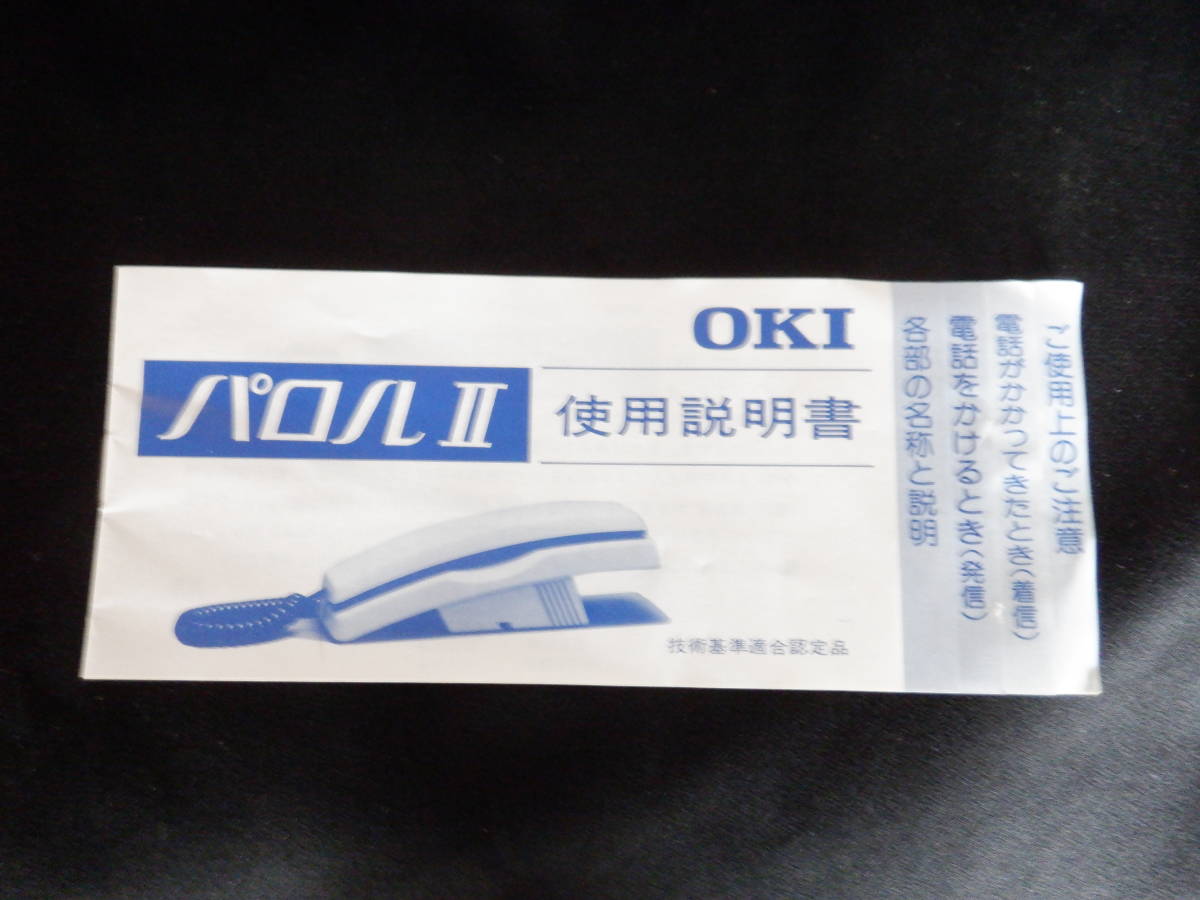 OKI
パロルⅡ
使用説明書
技術基準適合認定品
ご使用上のご注意
電話がかかってきたとき(着信)
電話をかけるとき(発信)
各部の名称と説明